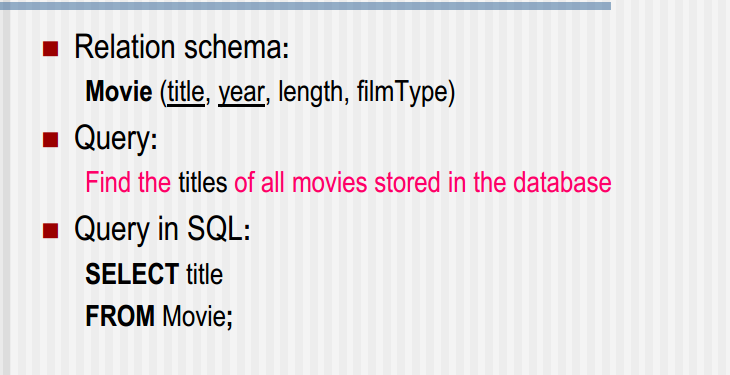 Relation schema:
Movie (title, year, length, filmType)
Query:
Find the titles of all movies stored in the database
Query in SQL:
SELECT title
FROM Movie;